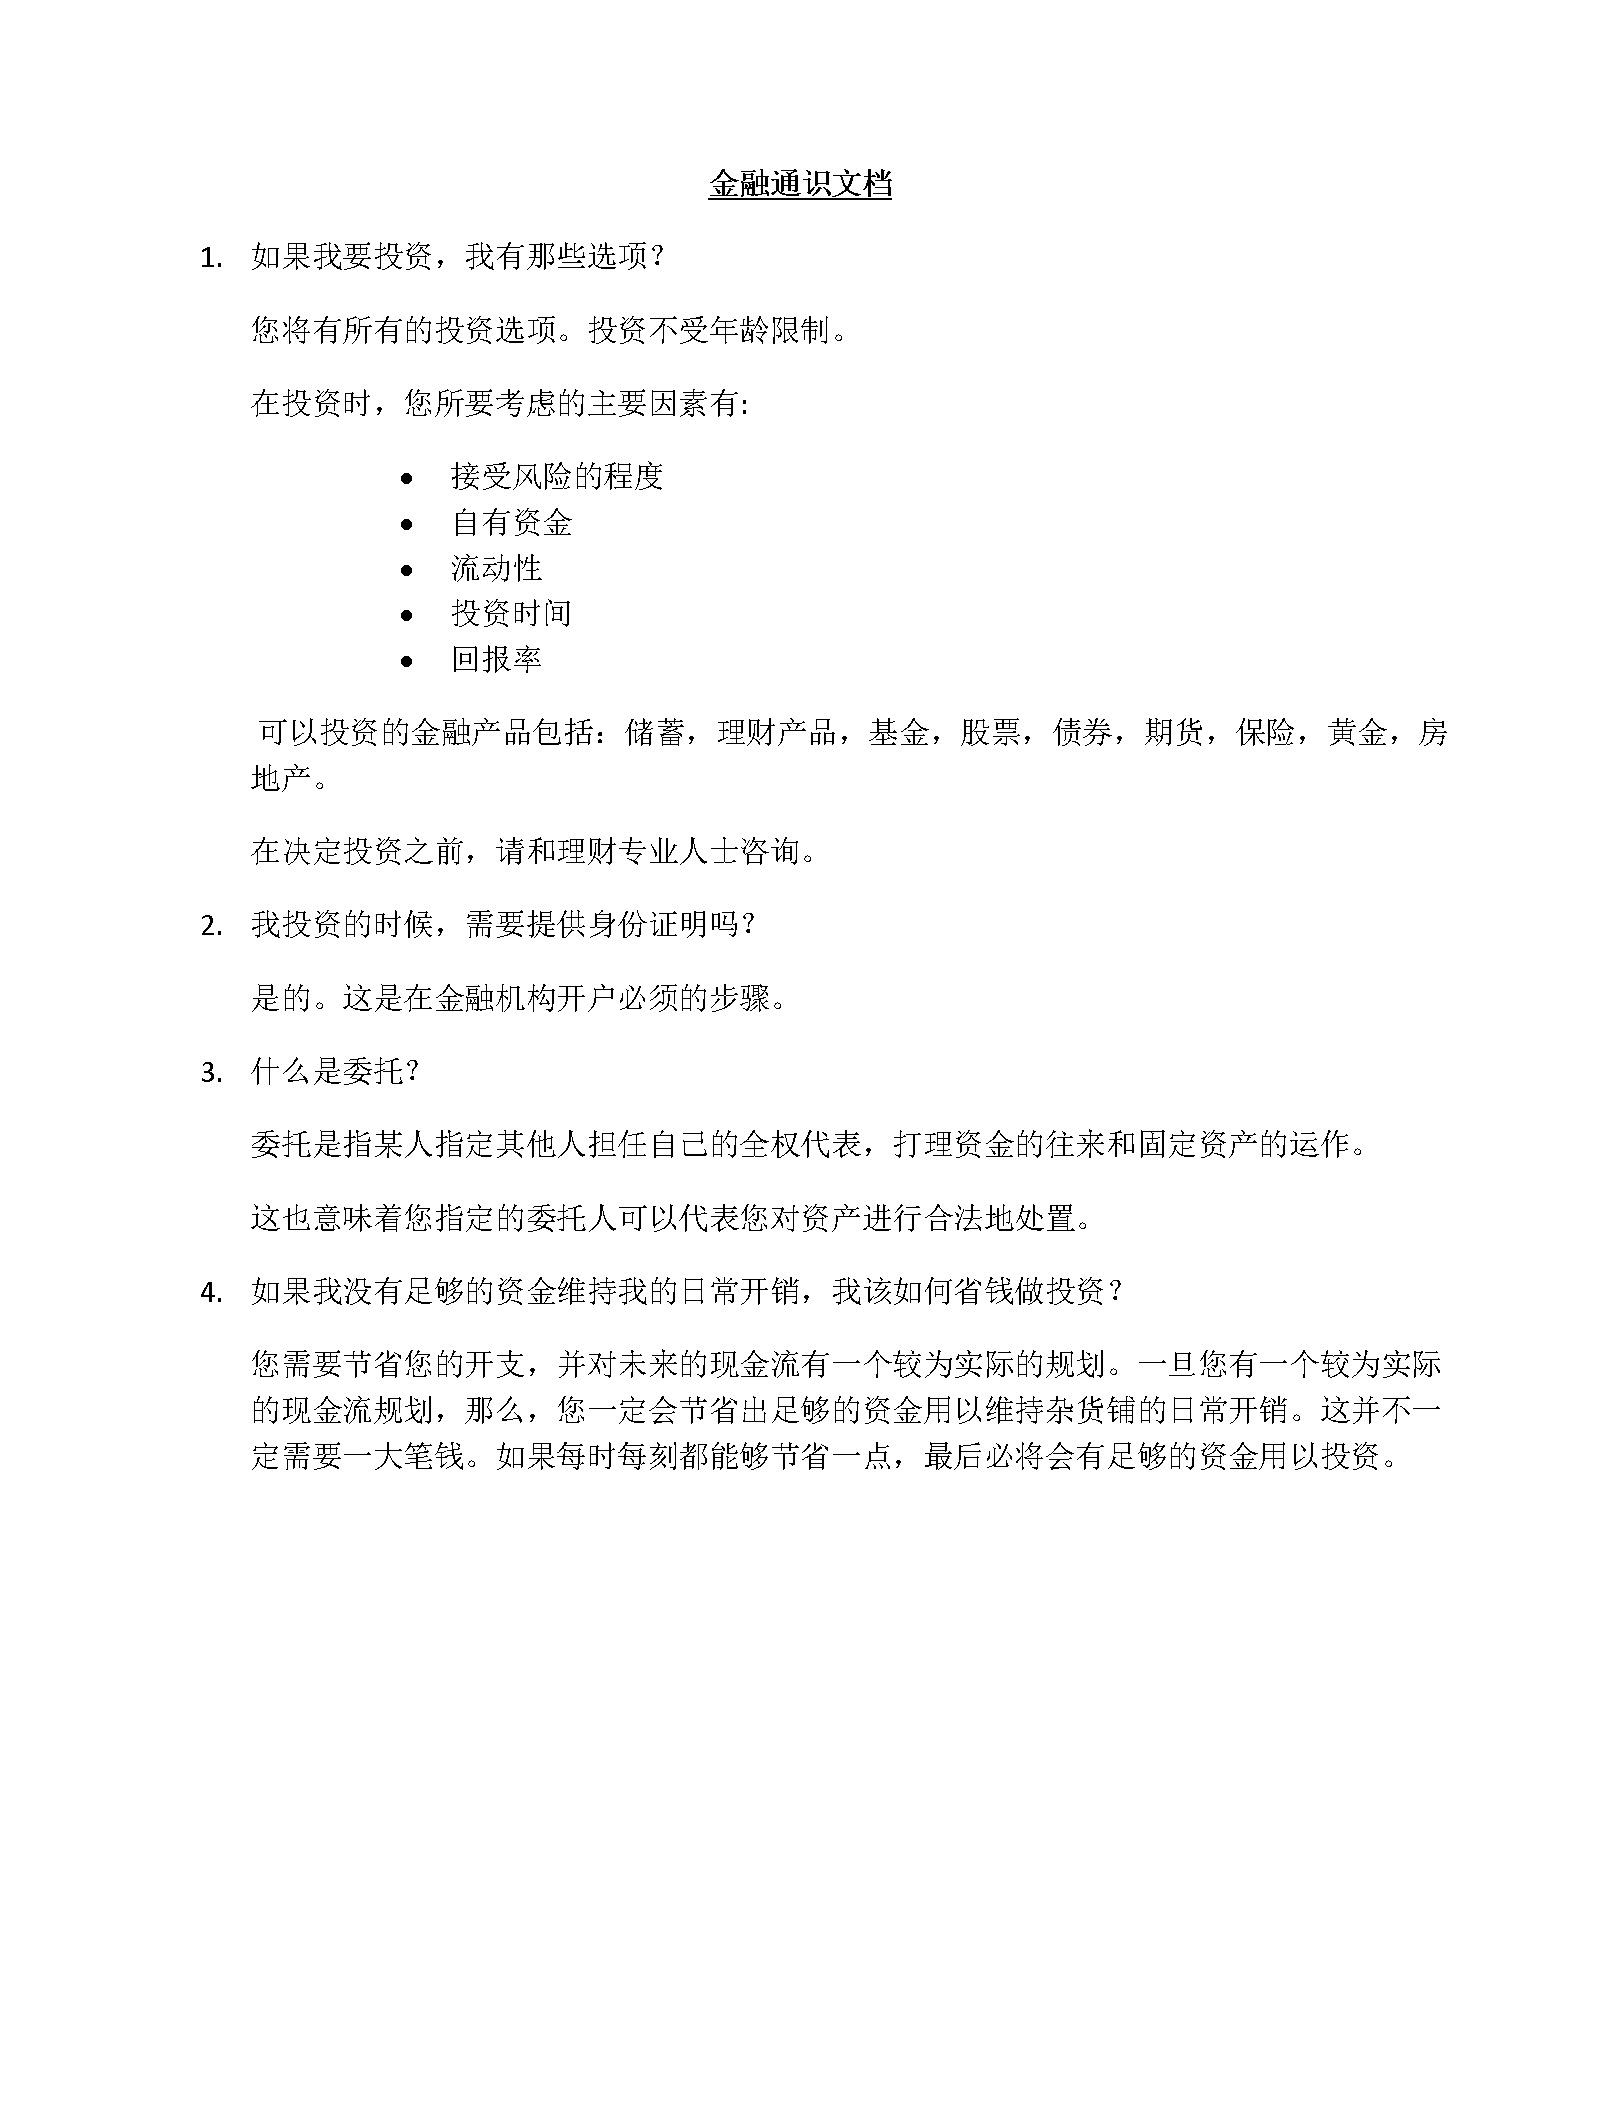 金融通识文档
1. 如果我要投资，我有那些选项？
您将有所有的投资选项。投资不受年龄限制。
在投资时，您所要考虑的主要因素有:
• 接受风险的程度
• 自有资金
• 流动性
• 投资时间
• 回报率
可以投资的金融产品包括：储蓄，理财产品，基金，股票，债券，期货，保险，黄金，房
地产。
在决定投资之前，请和理财专业人士咨询。
2. 我投资的时候，需要提供身份证明吗？
是的。这是在金融机构开户必须的步骤。
3. 什么是委托？
委托是指某人指定其他人担任自己的全权代表，打理资金的往来和固定资产的运作。
这也意味着您指定的委托人可以代表您对资产进行合法地处置。
4. 如果我没有足够的资金维持我的日常开销，我该如何省钱做投资？
您需要节省您的开支，并对未来的现金流有一个较为实际的规划。一旦您有一个较为实际
的现金流规划，那么，您一定会节省出足够的资金用以维持杂货铺的日常开销。这并不一
定需要一大笔钱。如果每时每刻都能够节省一点，最后必将会有足够的资金用以投资。